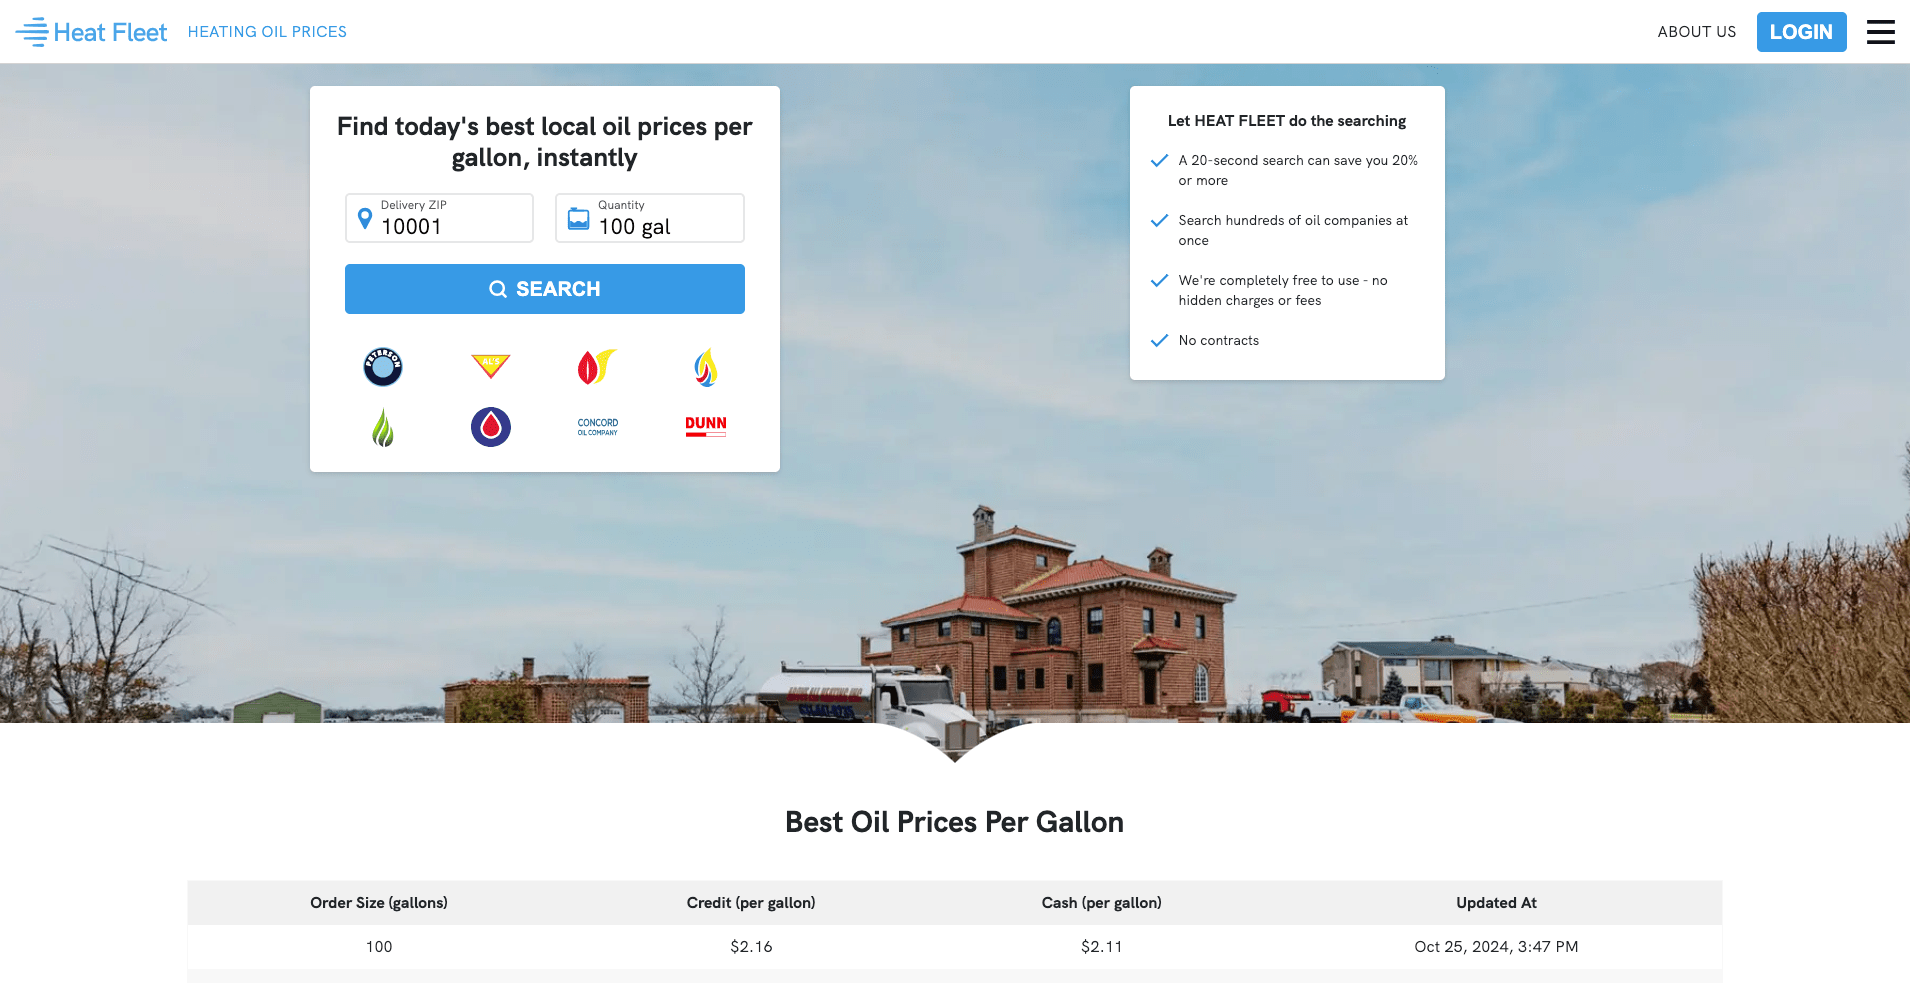 Heat Fleet
HEATING OIL PRICES
ABOUT US
LOGIN
Find today's best local oil prices per
gallon, instantly
Delivery ZIP
10001
Quantity
100 gal
SEARCH
PETERSON
AL'S
CONCORD
OIL COMPANY
DUNN
Let HEAT FLEET do the searching
A 20-second search can save you 20%
or more
Search hundreds of oil companies at
once
We're completely free to use - no
hidden charges or fees
No contracts
Best Oil Prices Per Gallon
Order Size (gallons) Credit (per gallon) Cash (per gallon) Updated At
100 $2.16 $2.11 Oct 25, 2024, 3:47 PM